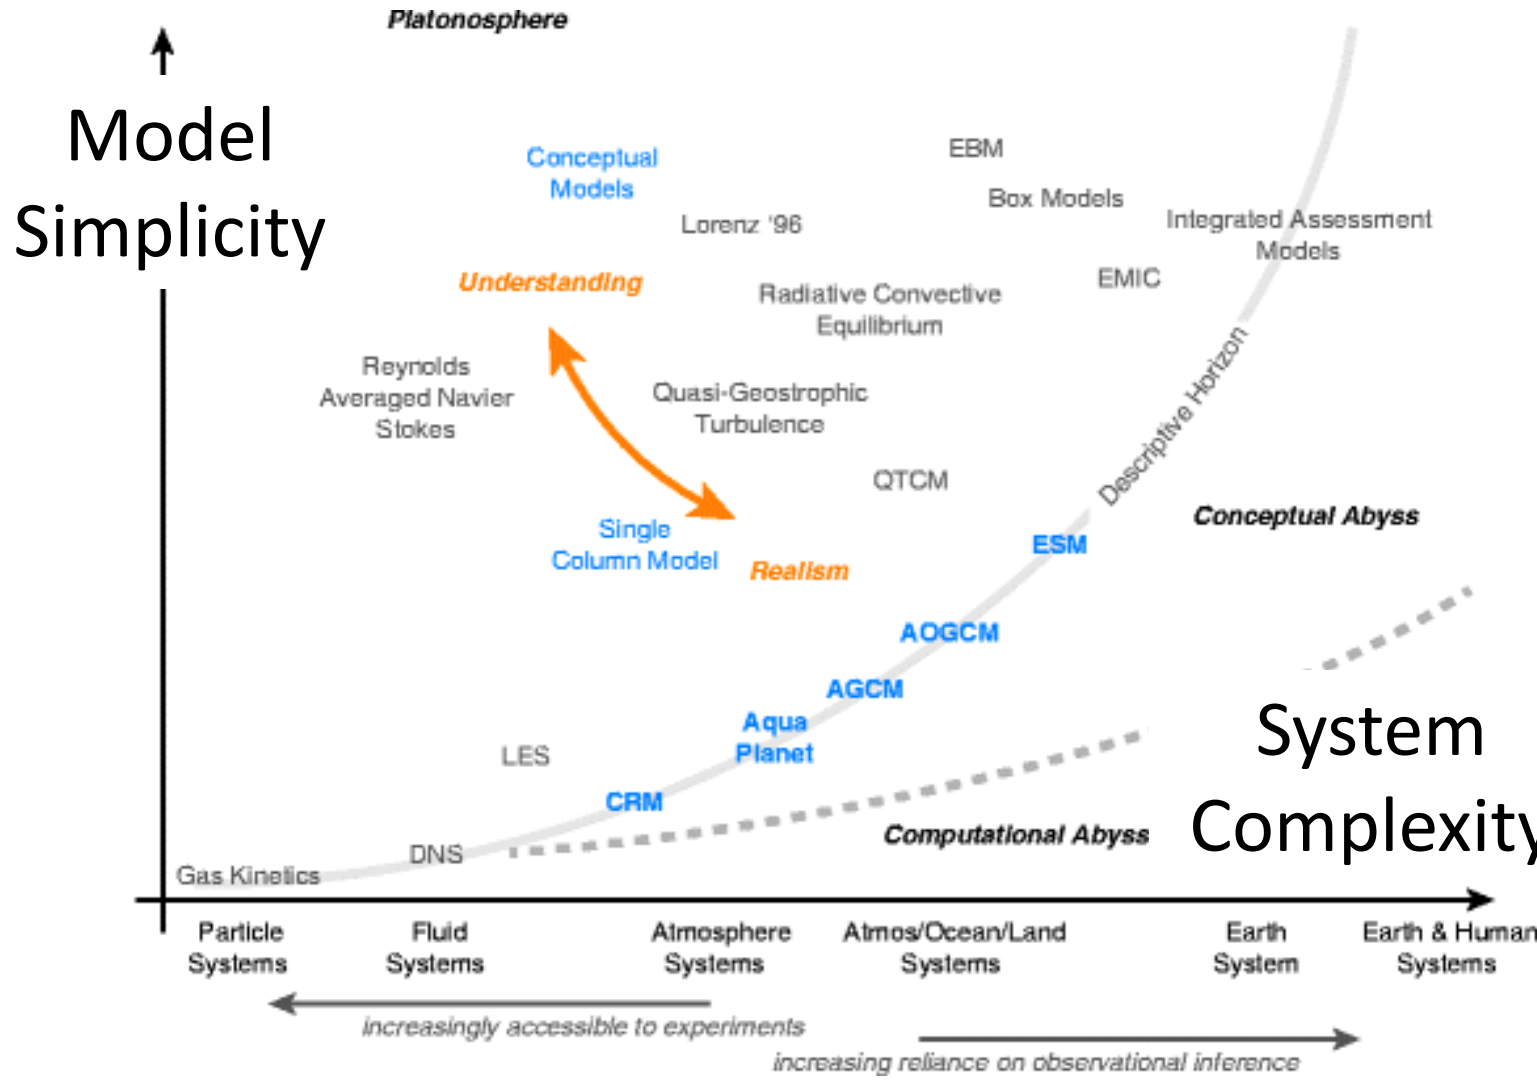 Platonosphere
Model
Simplicity
Conceptual
Models
EBM
Box Models
Lorenz '96
Integrated Assessment
Models
Understanding
EMIC
Radiative Convective
Equilibrium
Reynolds
Averaged Navier
Stokes
Quasi-Geostrophic
Turbulence
Descriptive Horizon
QTCM
Conceptual Abyss
Single
Column Model
ESM
Realism
AOGCM
AGCM
Aqua
Planet
System
Complexity
LES
CRM
Computational Abyss
DNS
Gas Kinetics
Particle
Systems
Fluid
Systems
Atmosphere
Systems
Atmos/Ocean/Land
Systems
Earth
System
Earth & Human
Systems
increasingly accessible to experiments
increasing reliance on observational inference